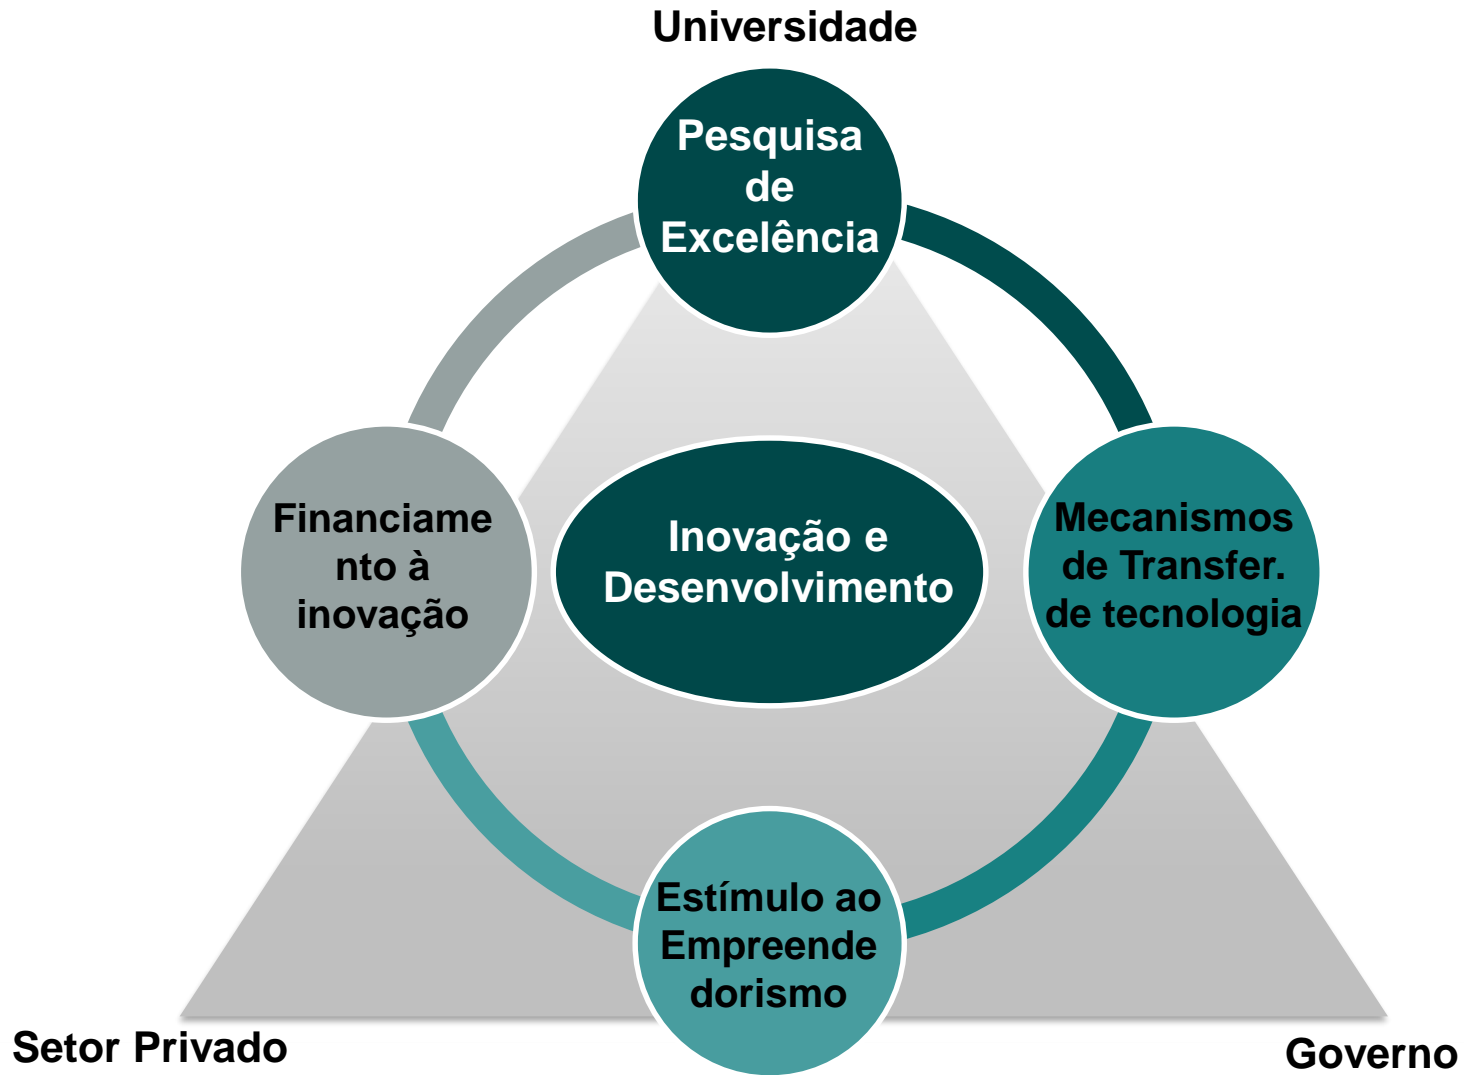 Universidade
Pesquisa
de
Excelência
Financiame
nto à
inovação
Inovação e
Desenvolvimento
Mecanismos
de Transfer.
de tecnologia
Estímulo ao
Empreende
dorismo
Setor Privado
Governo